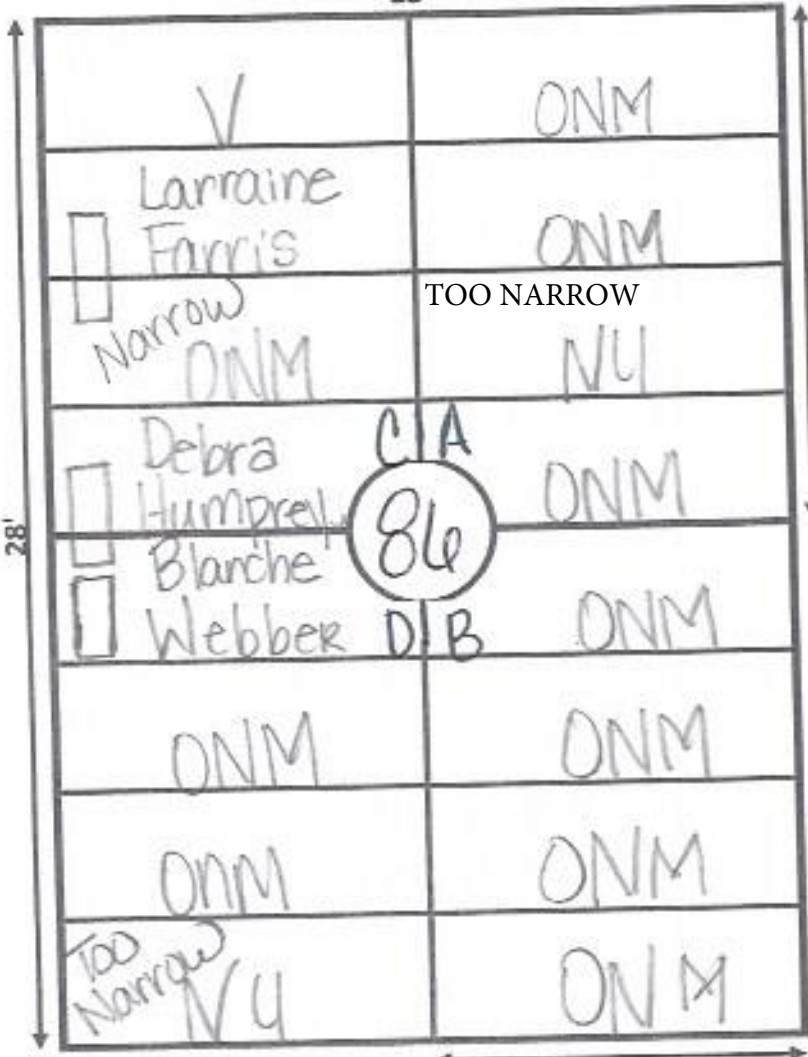 V
ONM
Larraine
Farris
ONM
Narrow
ONM
TOO NARROW
NU
Debra
Humprey
C A
ONM
86
28'
Blanche
Webber
D B
ONM
ONM
ONM
OnM
ONM
Too
Narrow
NU
ONM